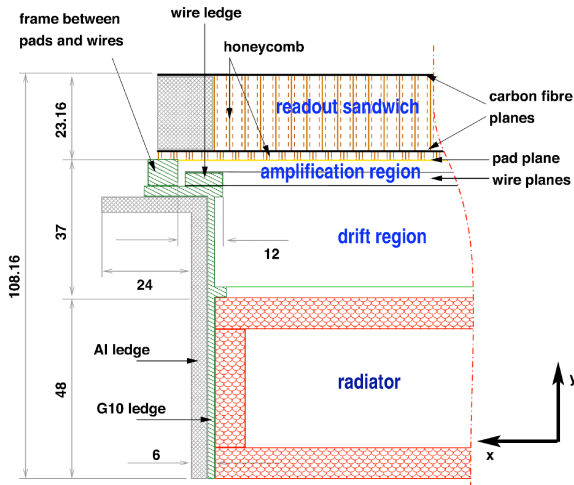 frame between
pads and wires
wire ledge
honeycomb
carbon fibre
planes
readout sandwich
23.16
pad plane
amplification region
wire planes
37
drift region
12
24
108.16
Al ledge
radiator
48
G10 ledge
6
x
y